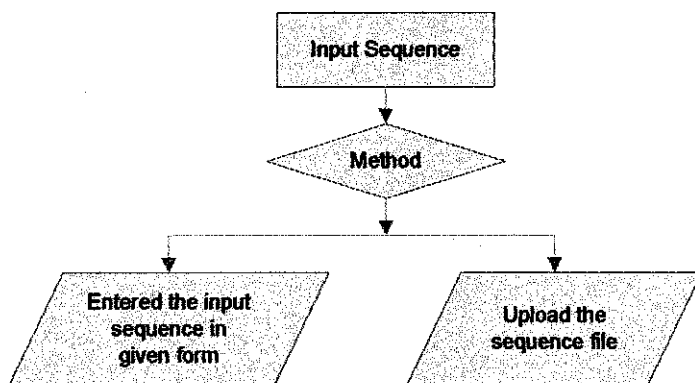 Input Sequence
Method
Entered the input
sequence in
given form
Upload the
sequence file